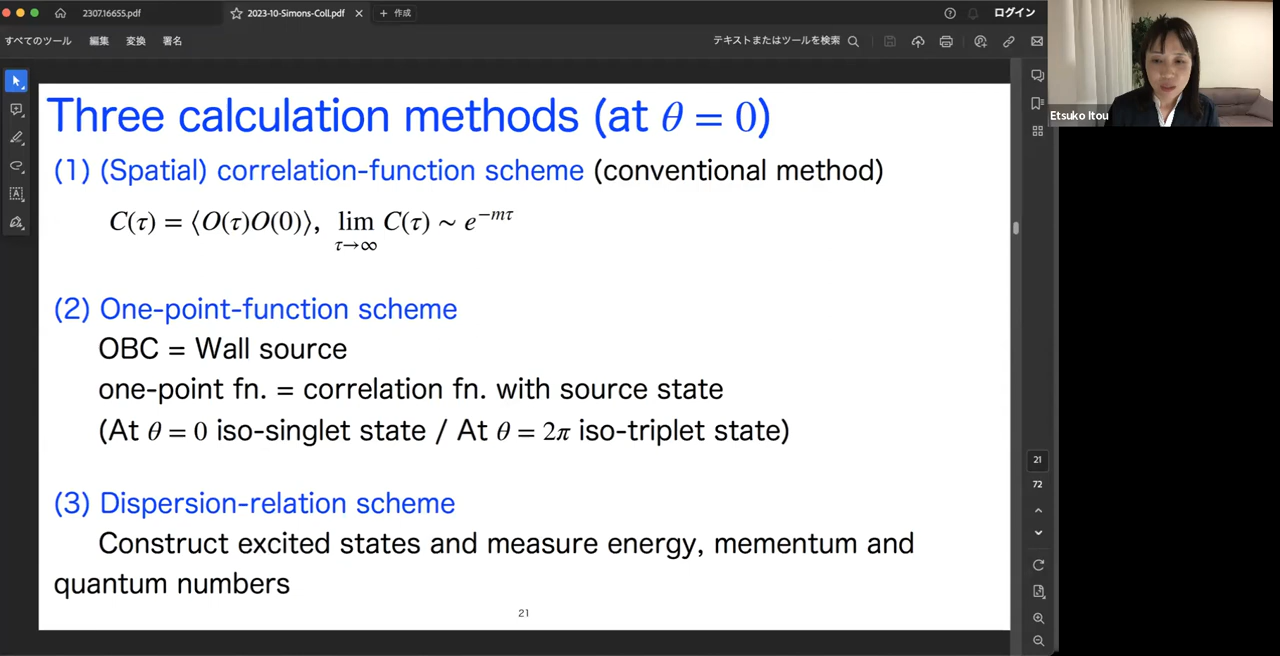 2307.16655.pdf
2023-10-Simons-Coll.pdf
作成
ログイン
すべてのツール 編集 変換 署名
テキストまたはツールを検索
Three calculation methods (at θ = 0)
(1) (Spatial) correlation-function scheme (conventional method)
C(τ) = ⟨O(τ)O(0)⟩, lim C(τ) ~ e^{−mτ}
τ→∞
(2) One-point-function scheme
OBC = Wall source
one-point fn. = correlation fn. with source state
(At θ = 0 iso-singlet state / At θ = 2π iso-triplet state)
(3) Dispersion-relation scheme
Construct excited states and measure energy, mementum and
quantum numbers
21
Etsuko Itou
21
72